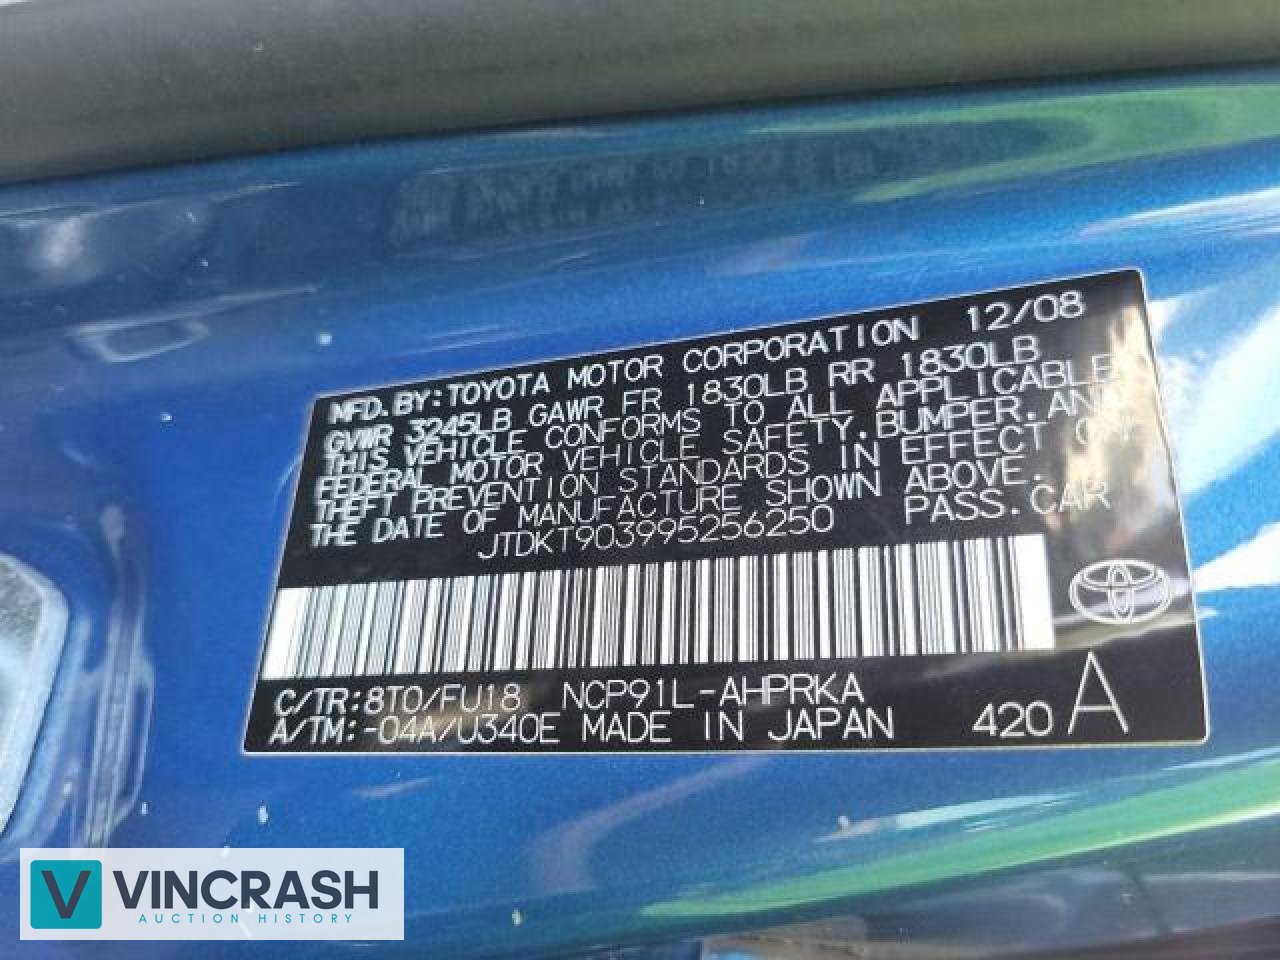 MFD. BY: TOYOTA MOTOR CORPORATION 12/08
GVWR 3245LB GAWR FR 1830LB RR 1830LB
THIS VEHICLE CONFORMS TO ALL APPLICABLE
FEDERAL MOTOR VEHICLE SAFETY, BUMPER, AND
THEFT PREVENTION STANDARDS IN EFFECT ON
THE DATE OF MANUFACTURE SHOWN ABOVE.
JTDKT903995256250 PASS. CAR
C/TR: 8T0/FU18 NCP91L-AHPRKA
A/TM: -04A/U340E MADE IN JAPAN 420 A
V VINCRASH
AUCTION HISTORY